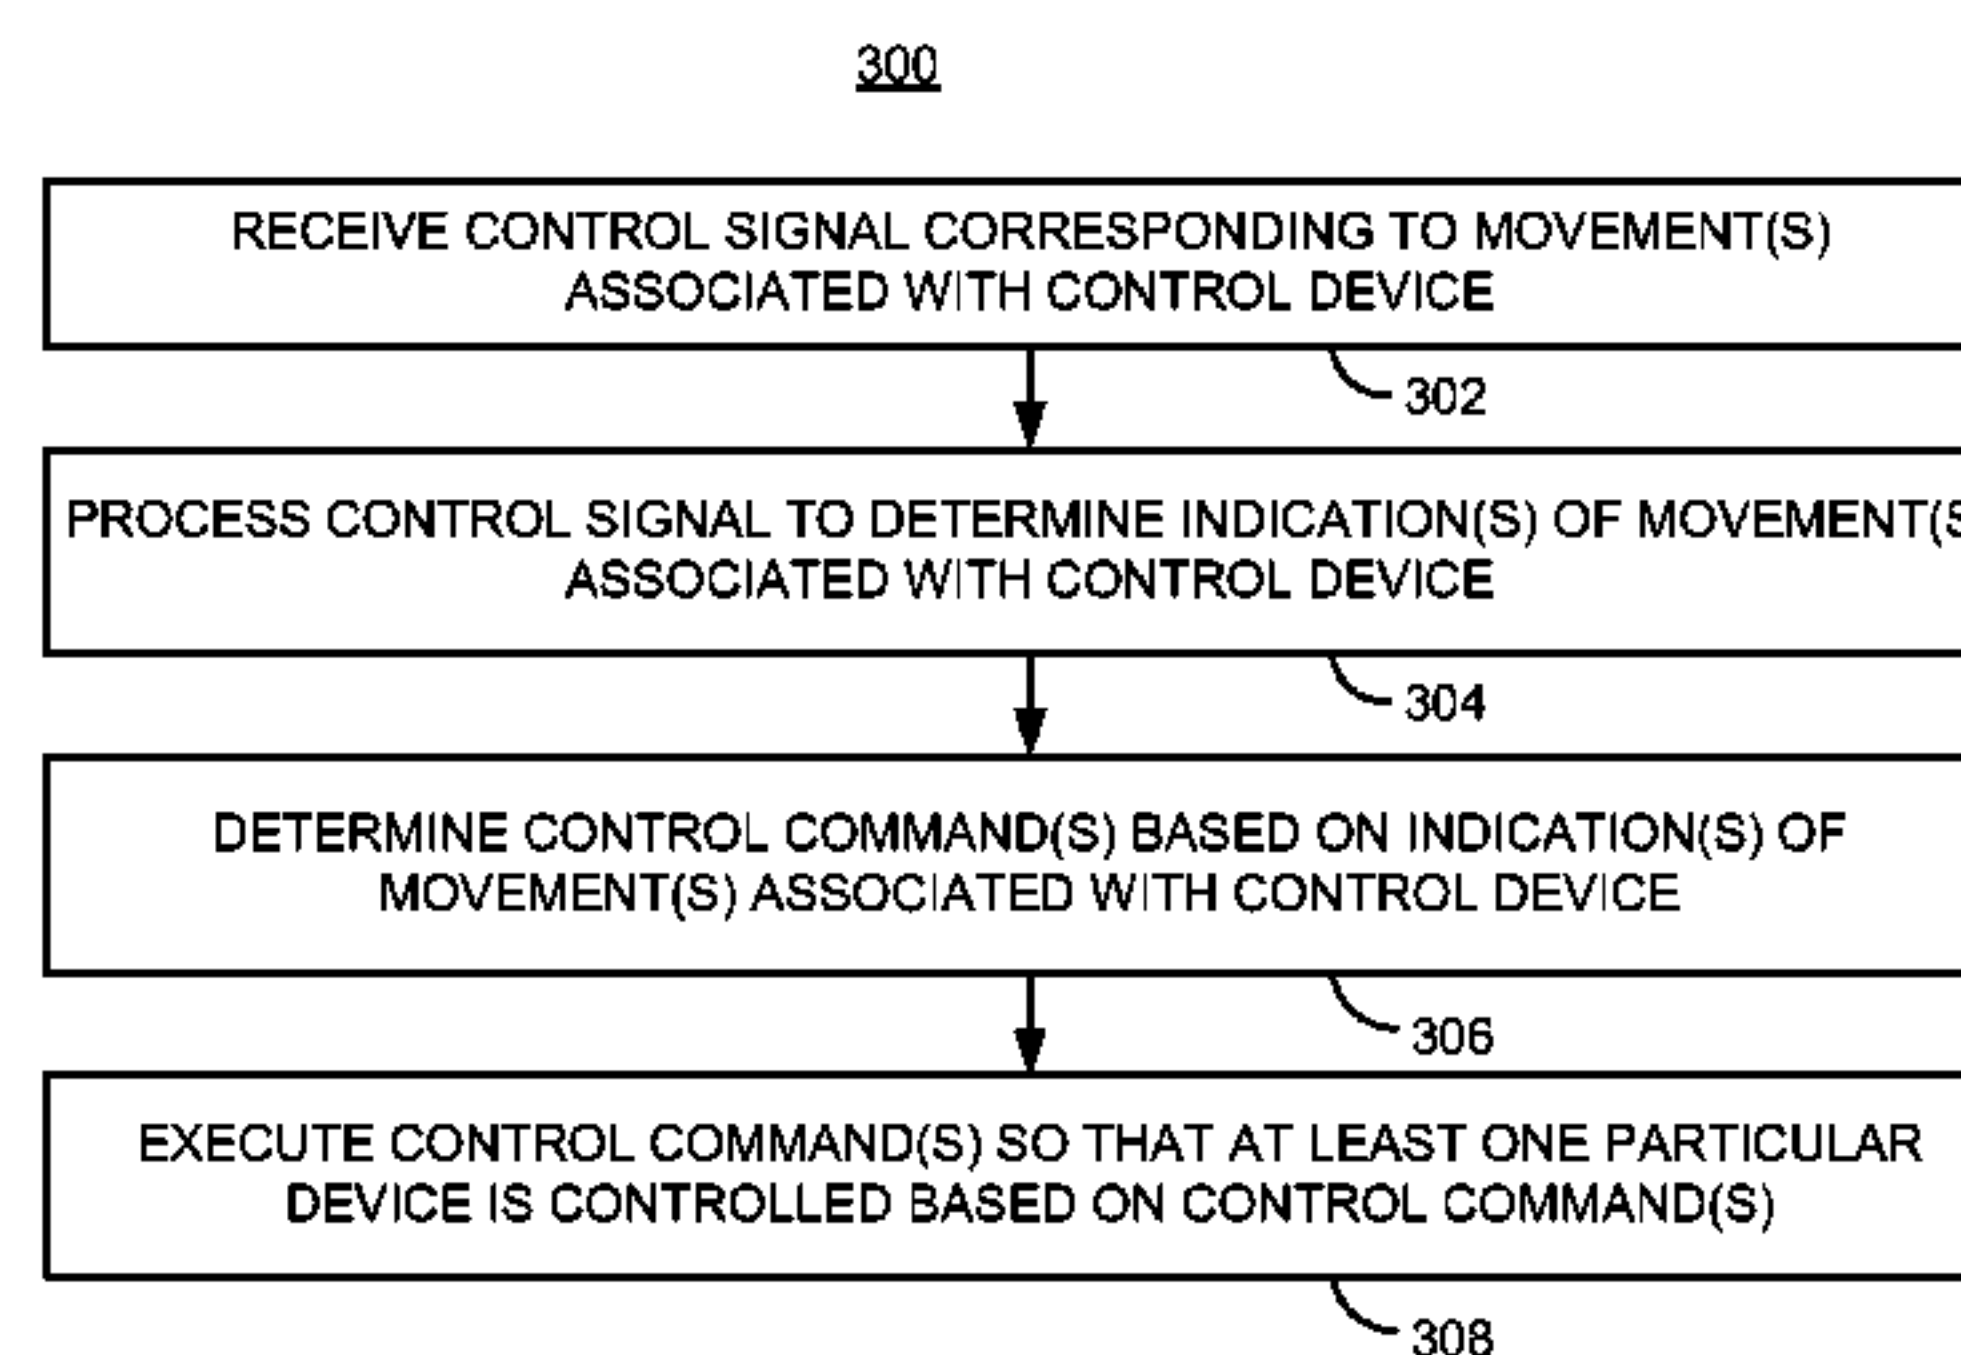 300
RECEIVE CONTROL SIGNAL CORRESPONDING TO MOVEMENT(S)
ASSOCIATED WITH CONTROL DEVICE
302
PROCESS CONTROL SIGNAL TO DETERMINE INDICATION(S) OF MOVEMENT(S
ASSOCIATED WITH CONTROL DEVICE
304
DETERMINE CONTROL COMMAND(S) BASED ON INDICATION(S) OF
MOVEMENT(S) ASSOCIATED WITH CONTROL DEVICE
306
EXECUTE CONTROL COMMAND(S) SO THAT AT LEAST ONE PARTICULAR
DEVICE IS CONTROLLED BASED ON CONTROL COMMAND(S)
308